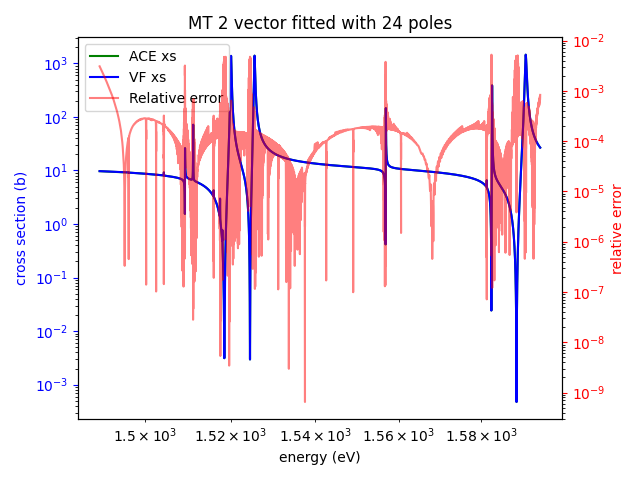 MT 2 vector fitted with 24 poles
ACE xs
VF xs
Relative error
cross section (b)
10³
10²
10¹
10⁰
10⁻¹
10⁻²
10⁻³
10⁻²
10⁻³
10⁻⁴
10⁻⁵
10⁻⁶
10⁻⁷
10⁻⁸
10⁻⁹
relative error
1.5 × 10³ 1.52 × 10³ 1.54 × 10³ 1.56 × 10³ 1.58 × 10³
energy (eV)